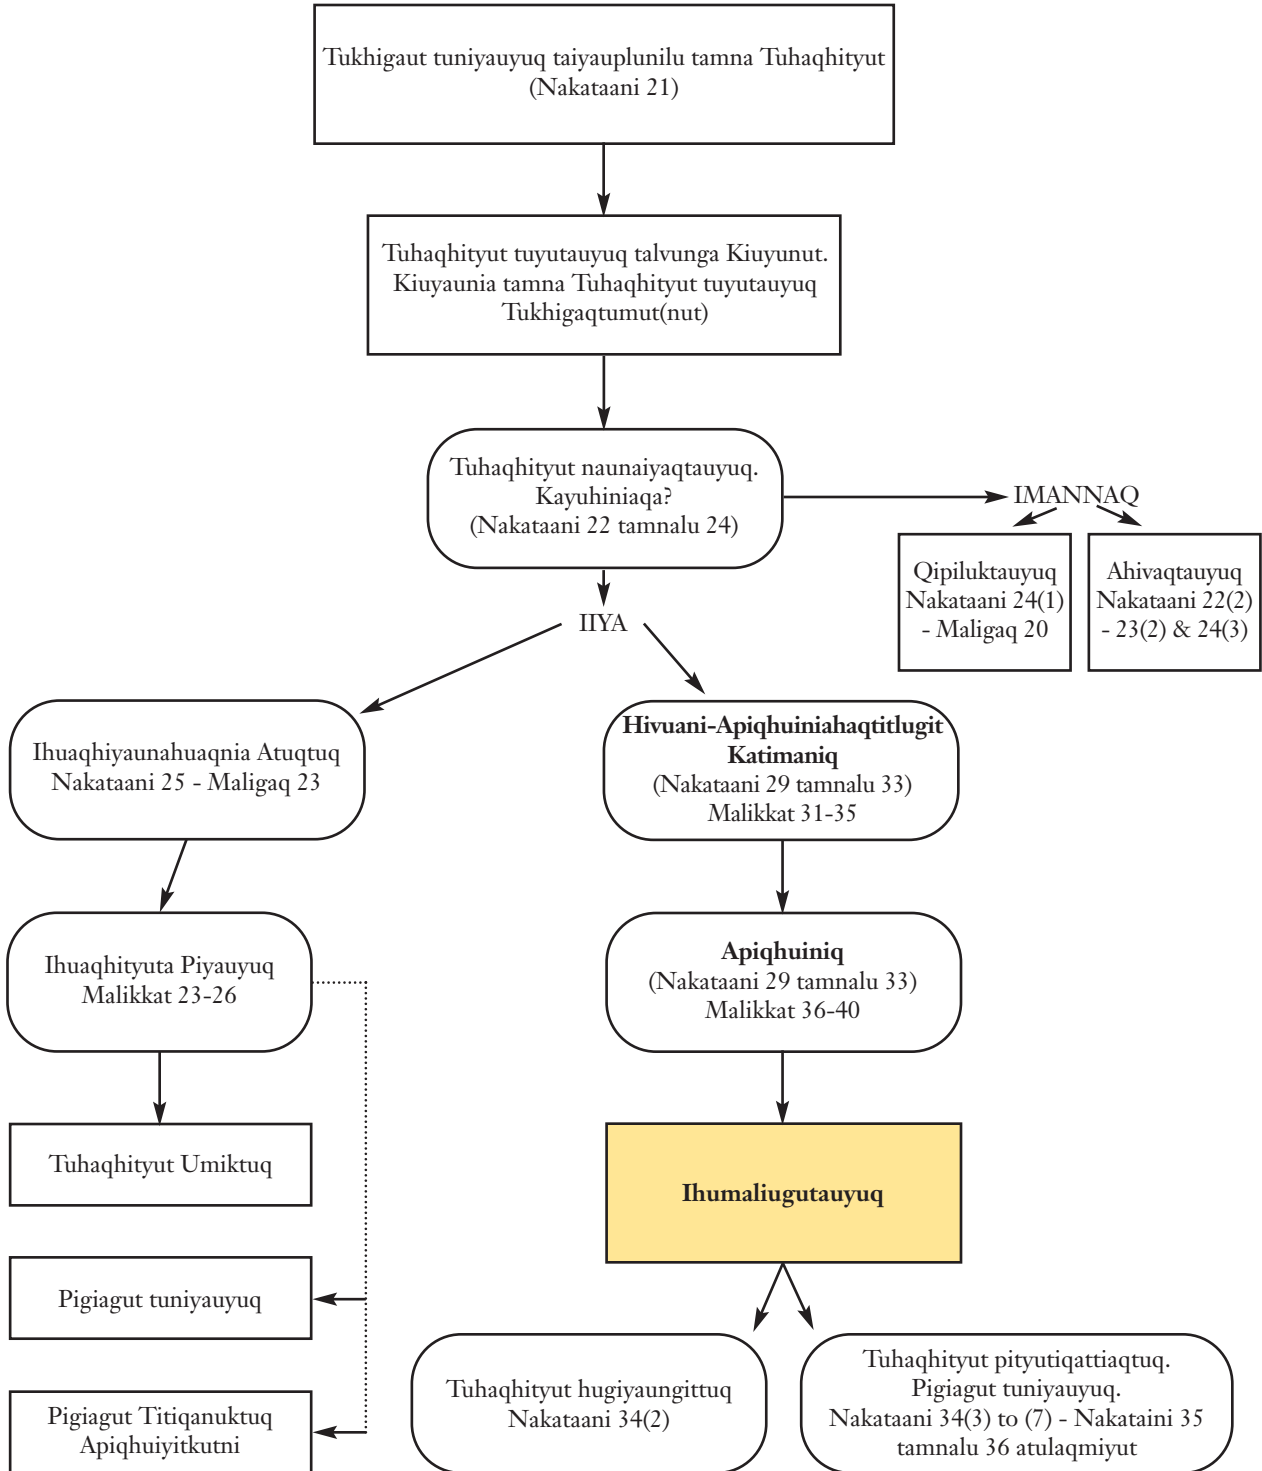 Tukhigaut tuniyauyuq taiyauplunilu tamna Tuhaqhityut
(Nakataani 21)
Tuhaqhityut tuyutauyuq talvunga Kiuyunut.
Kiuyaunia tamna Tuhaqhityut tuyutauyuq
Tukhigaqtumut(nut)
Tuhaqhityut naunaiyaqtauyuq.
Kayuhiniaqa?
(Nakataani 22 tamnalu 24)
IMANNAQ
Qipiluktauyuq
Nakataani 24(1)
- Maligaq 20
Ahivaqtauyuq
Nakataani 22(2)
- 23(2) & 24(3)
IIYA
Ihuaqhiyaunahuaqnia Atuqtuq
Nakataani 25 - Maligaq 23
Hivuani-Apiqhuiniahaqtitlugit
Katimaniq
(Nakataani 29 tamnalu 33)
Malikkat 31-35
Ihuaqhityuta Piyauyuq
Malikkat 23-26
Apiqhuiniq
(Nakataani 29 tamnalu 33)
Malikkat 36-40
Tuhaqhityut Umiktuq
Ihumaliugutauyuq
Pigiagut tuniyauyuq
Pigiagut Titiqanuktuq
Apiqhuiyitkutni
Tuhaqhityut hugiyaungittuq
Nakataani 34(2)
Tuhaqhityut pityutiqattiaqtuq.
Pigiagut tuniyauyuq.
Nakataani 34(3) to (7) - Nakataini 35
tamnalu 36 atulaqmiyut